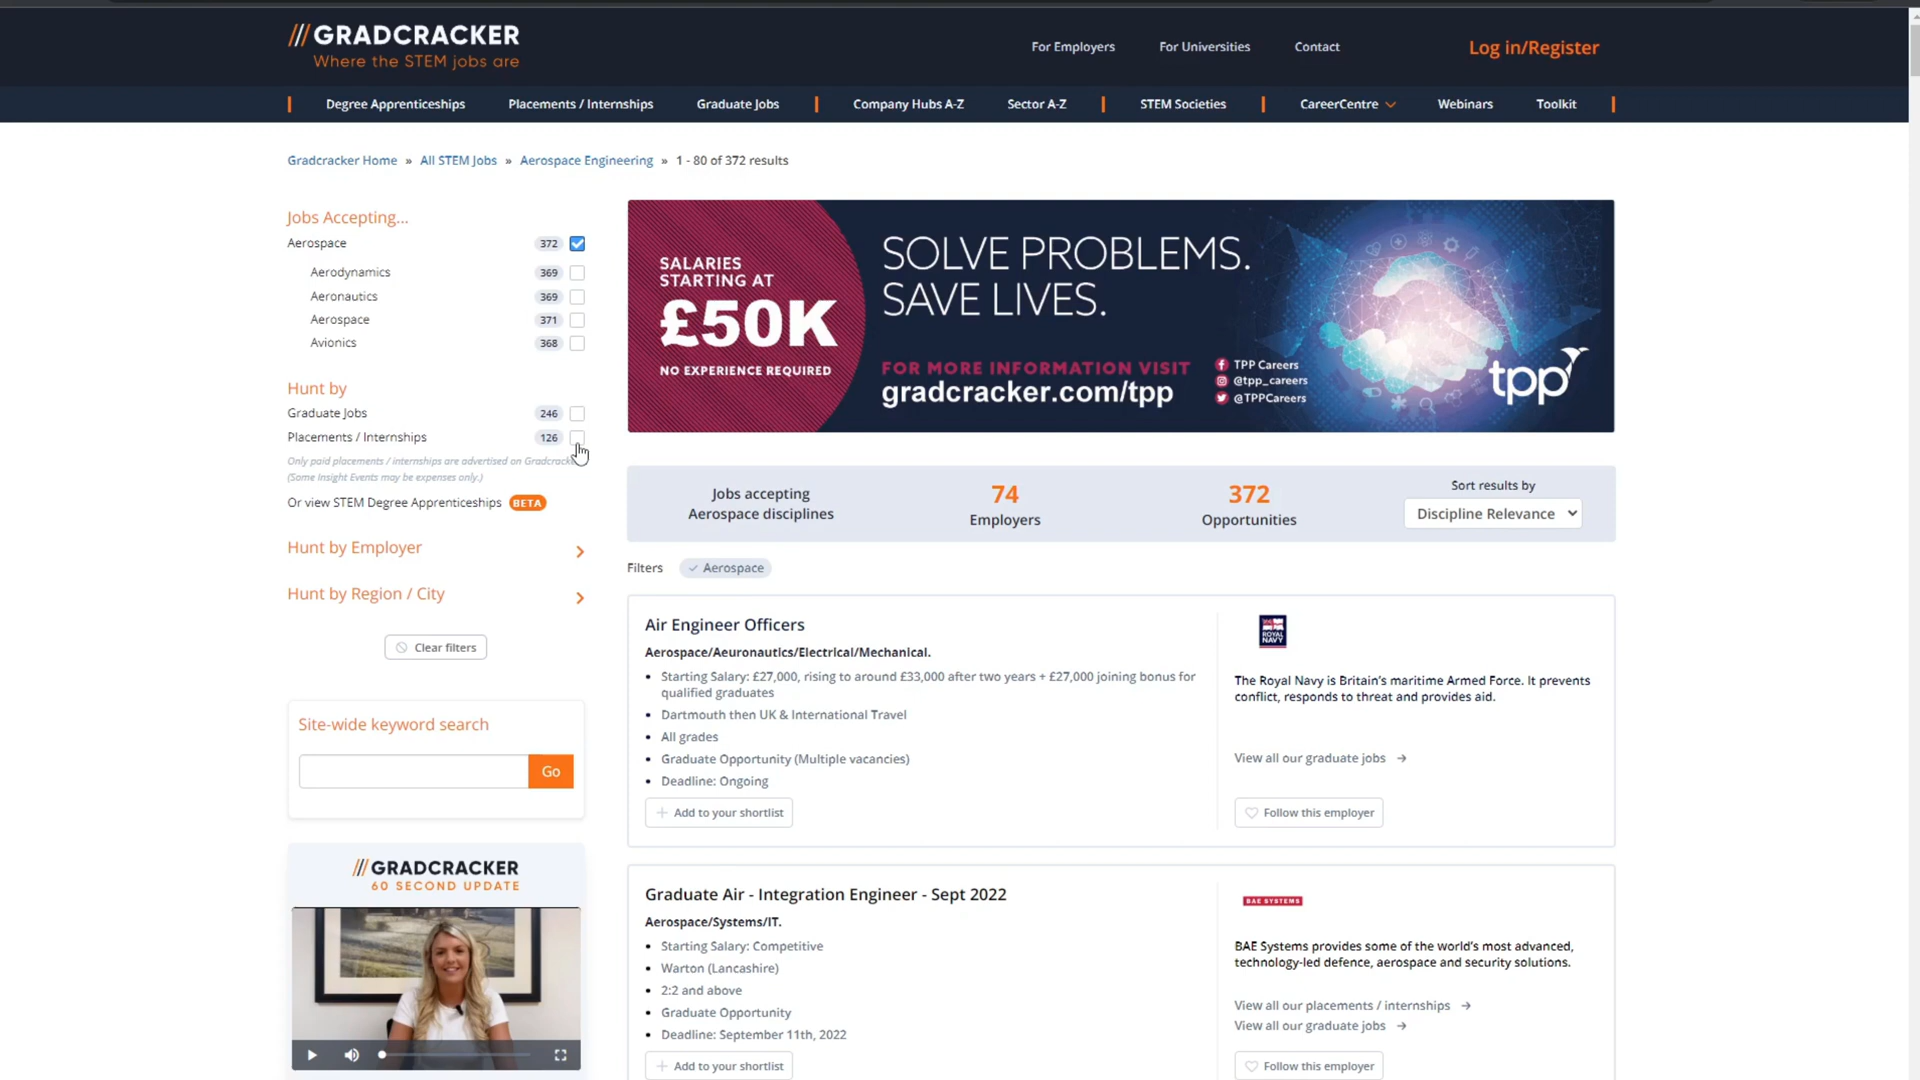 GRADCRACKER
Where the STEM jobs are
For Employers
For Universities
Contact
Log in/Register
Degree Apprenticeships
Placements / Internships
Graduate Jobs
Company Hubs A-Z
Sector A-Z
STEM Societies
CareerCentre
Webinars
Toolkit
Gradcracker Home » All STEM Jobs » Aerospace Engineering » 1 - 80 of 372 results
Jobs Accepting...
Aerospace 372
Aerodynamics 369
Aeronautics 369
Aerospace 371
Avionics 368
Hunt by
Graduate Jobs 246
Placements / Internships 126
Only paid placements / internships are advertised on
(Some Insight Events may be expenses only.)
Or view STEM Degree Apprenticeships BETA
Hunt by Employer
Hunt by Region / City
Clear filters
Site-wide keyword search
Go
GRADCRACKER
60 SECOND UPDATE
SALARIES
STARTING AT
£50K
NO EXPERIENCE REQUIRED
SOLVE PROBLEMS.
SAVE LIVES.
FOR MORE INFORMATION VISIT
gradcracker.com/tpp
TPP Careers
@tpp_careers
@TPPCareers
tpp
Jobs accepting
Aerospace disciplines
74
Employers
372
Opportunities
Sort results by
Discipline Relevance
Filters
Aerospace
Air Engineer Officers
Aerospace/Aeuronautics/Electrical/Mechanical.
• Starting Salary: £27,000, rising to around £33,000 after two years + £27,000 joining bonus for
qualified graduates
• Dartmouth then UK & International Travel
• All grades
• Graduate Opportunity (Multiple vacancies)
• Deadline: Ongoing
Add to your shortlist
ROYAL
NAVY
The Royal Navy is Britain's maritime Armed Force. It prevents
conflict, responds to threat and provides aid.
View all our graduate jobs →
Follow this employer
Graduate Air - Integration Engineer - Sept 2022
Aerospace/Systems/IT.
• Starting Salary: Competitive
• Warton (Lancashire)
• 2:2 and above
• Graduate Opportunity
• Deadline: September 11th, 2022
Add to your shortlist
BAE SYSTEMS
BAE Systems provides some of the world's most advanced,
technology-led defence, aerospace and security solutions.
View all our placements / internships →
View all our graduate jobs →
Follow this employer